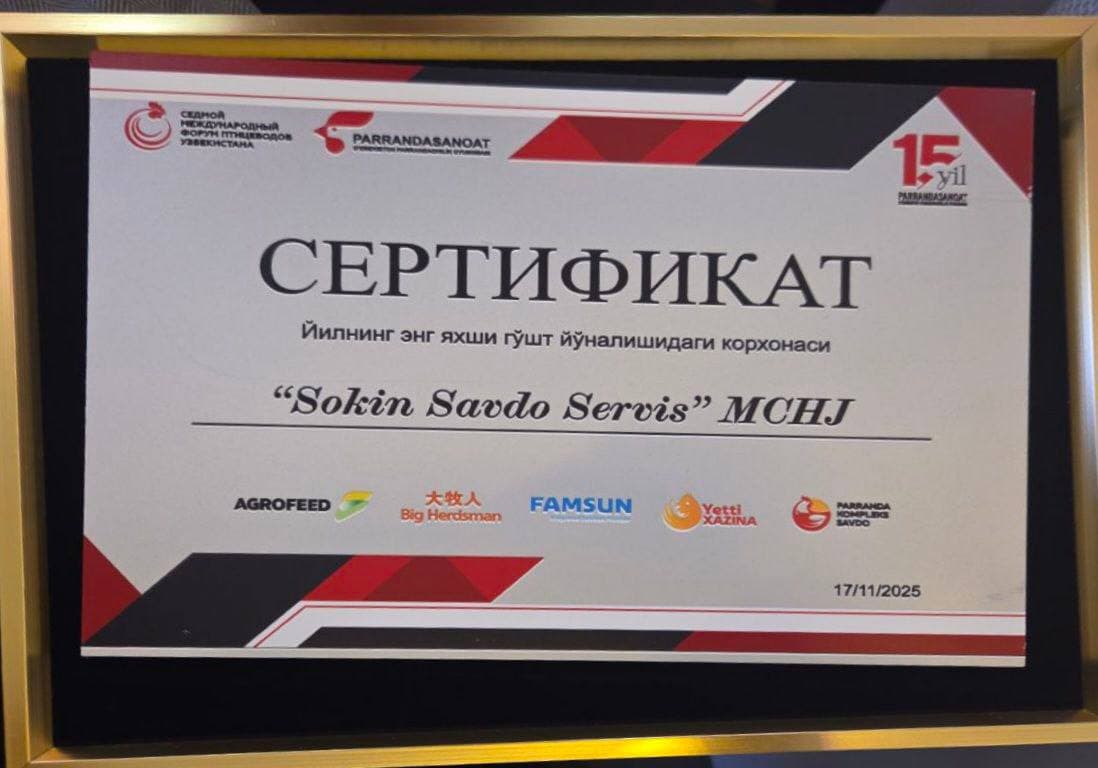 СЕДМОЙ
МЕЖДУНАРОДНЫЙ
ФОРУМ ПТИЦЕВОДОВ
УЗБЕКИСТАНА
PARRANDASANOAT
15 yil
PARRANDASANOAT
СЕРТИФИКАТ
Йилнинг энг яхши гўшт йўналишидаги корхонаси
“Sokin Savdo Servis” MCHJ
AGROFEED
大牧人
Big Herdsman
FAMSUN
Yetti
XAZINA
PARRANDA
KOMPLEKS
SAVDO
17/11/2025